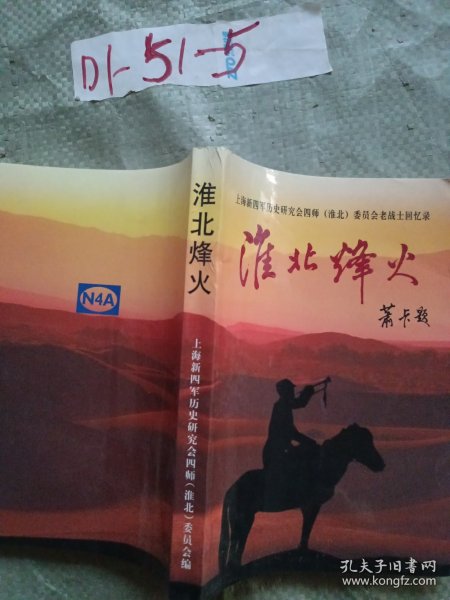 D1-51-5
上海新四军历史研究会四师（淮北）委员会老战士回忆录
淮北烽火
萧卡题
淮北烽火
上海新四军历史研究会四师（淮北）委员会编
N4A
孔夫子旧书网
www.kongfz.com